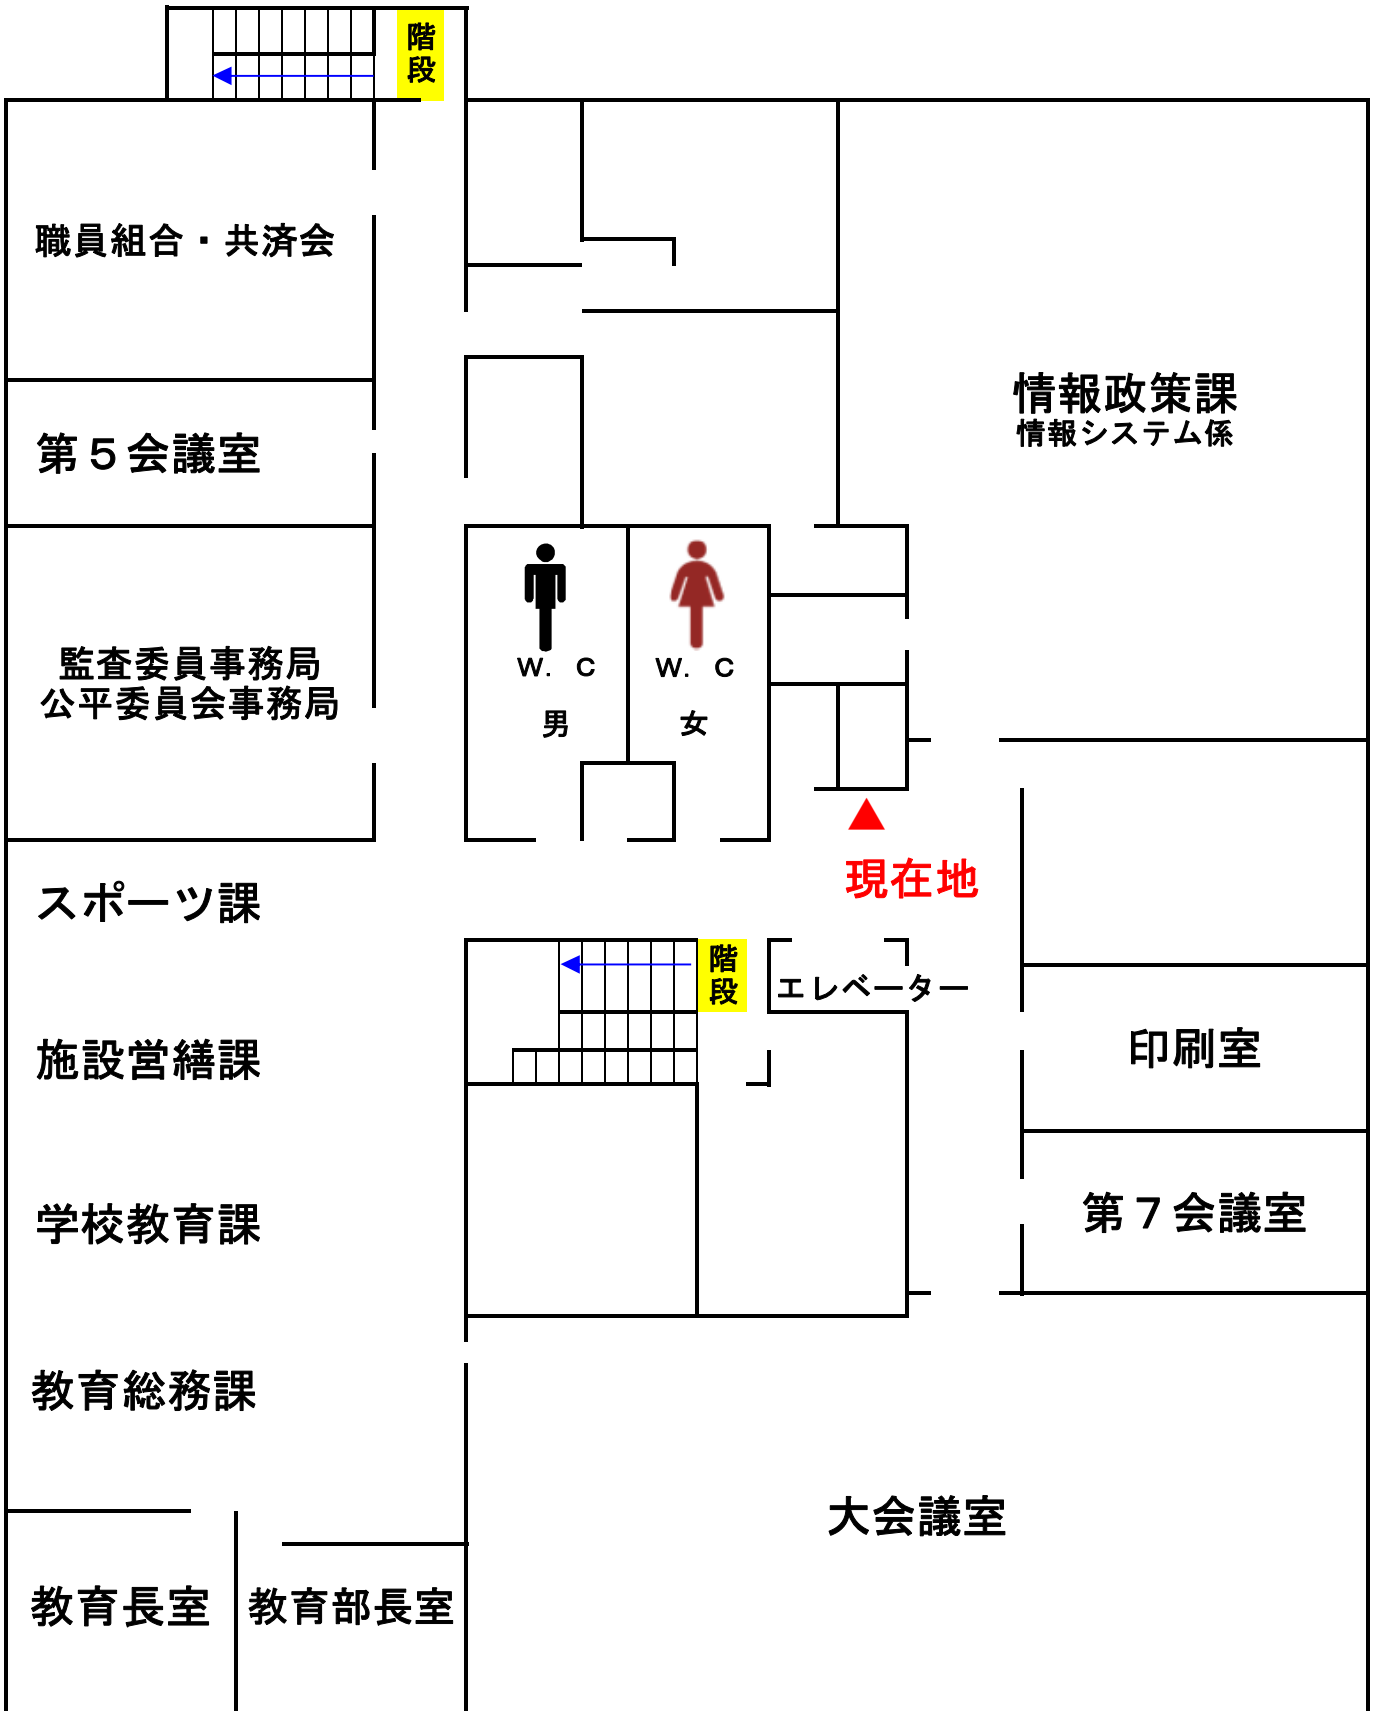 階段
職員組合・共済会
情報政策課
情報システム係
第５会議室
監査委員事務局
公平委員会事務局
Ｗ．Ｃ
男
Ｗ．Ｃ
女
現在地
スポーツ課
階段
エレベーター
施設営繕課
印刷室
学校教育課
第７会議室
教育総務課
大会議室
教育長室
教育部長室